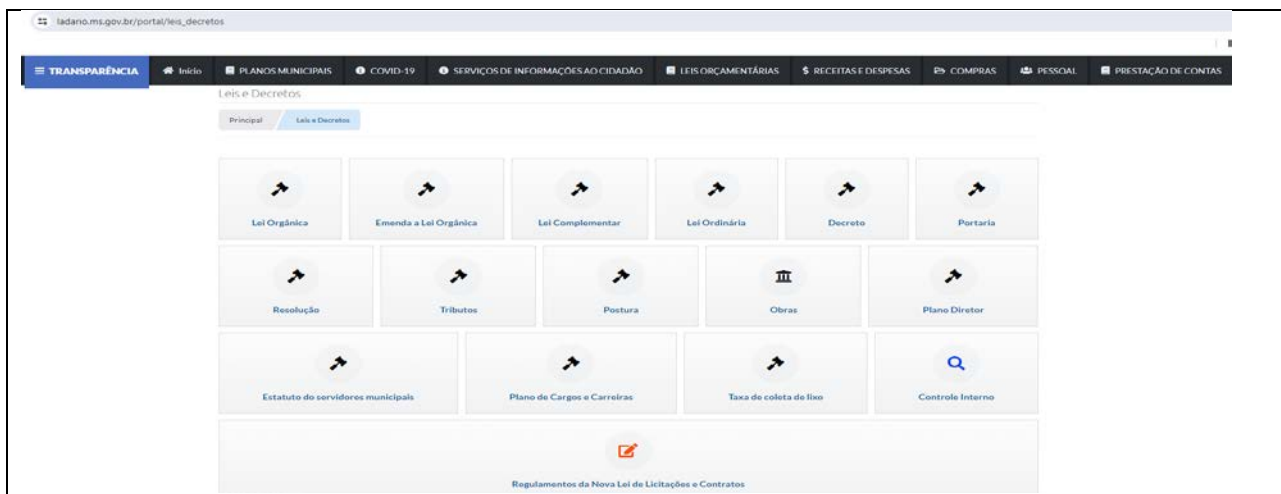 ladario.ms.gov.br/portal/leis_decretos
TRANSPARÊNCIA Início PLANOS MUNICIPAIS COVID-19 SERVIÇOS DE INFORMAÇÕES AO CIDADÃO LEIS ORÇAMENTÁRIAS RECEITAS E DESPESAS COMPRAS PESSOAL PRESTAÇÃO DE CONTAS
Leis e Decretos
Principal Leis e Decretos
Lei Orgânica Emenda a Lei Orgânica Lei Complementar Lei Ordinária Decreto Portaria
Resolução Tributos Postura Obras Plano Diretor
Estatuto do servidores municipais Plano de Cargos e Carreiras Taxa de coleta de lixo Controle Interno
Regulamentos da Nova Lei de Licitações e Contratos